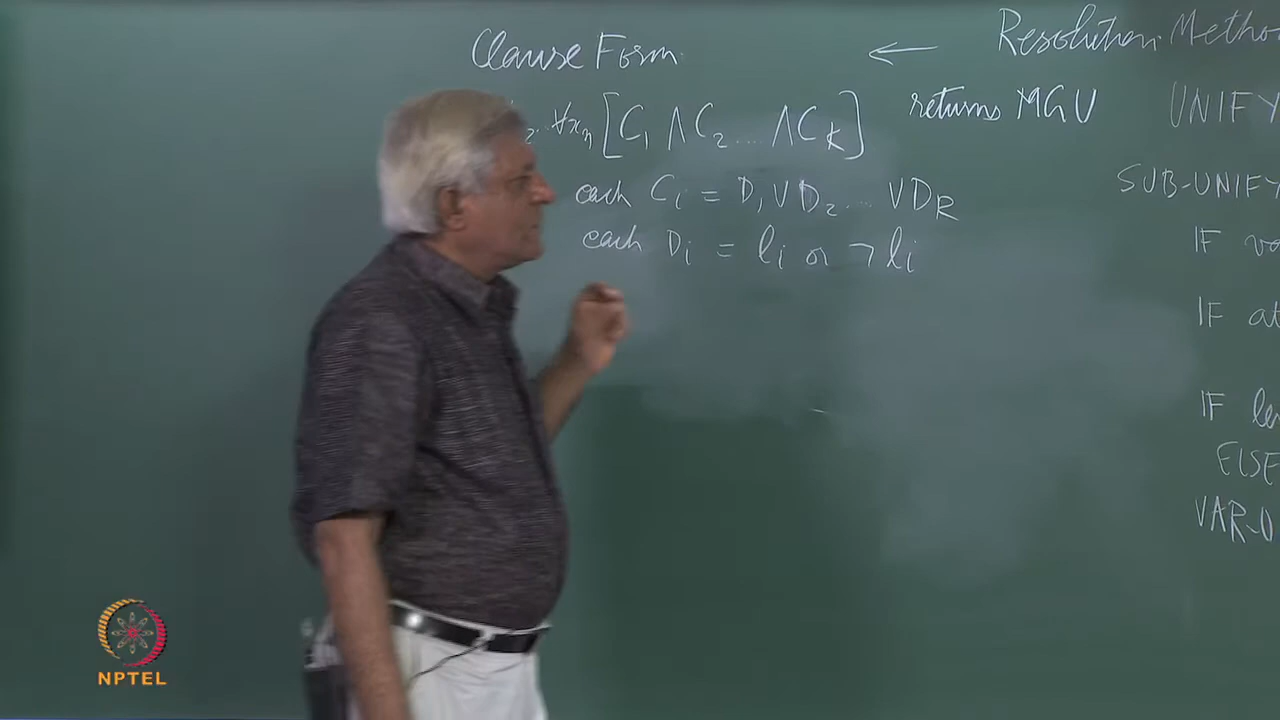 Clause Form ← Resolution Metho
∀xn [C1 ∧ C2 ... ∧ CK] returns MGU UNIFY
each Ci = D1 ∨ D2 ... ∨ DR SUB-UNIFY
each Di = li or ¬li IF
IF
IF
ELSE
NPTEL